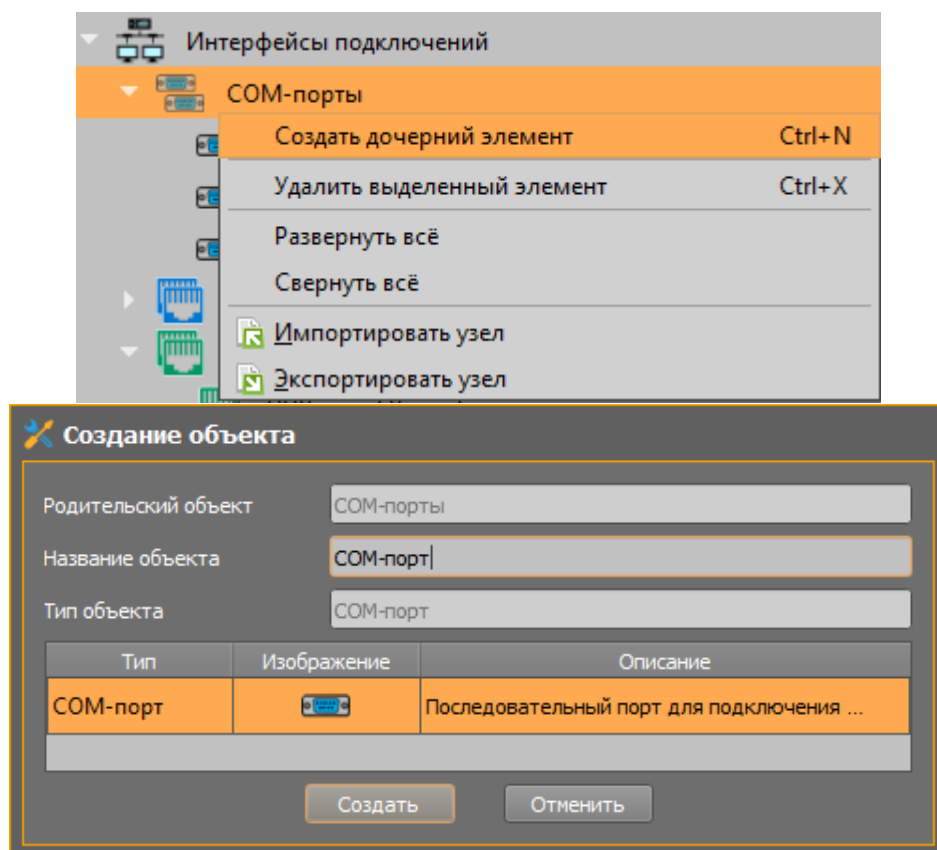 Интерфейсы подключений
COM-порты
Создать дочерний элемент Ctrl+N
Удалить выделенный элемент Ctrl+X
Развернуть всё
Свернуть всё
Импортировать узел
Экспортировать узел
Создание объекта
Родительский объект COM-порты
Название объекта COM-порт
Тип объекта COM-порт
Тип Изображение Описание
COM-порт Последовательный порт для подключения ...
Создать Отменить